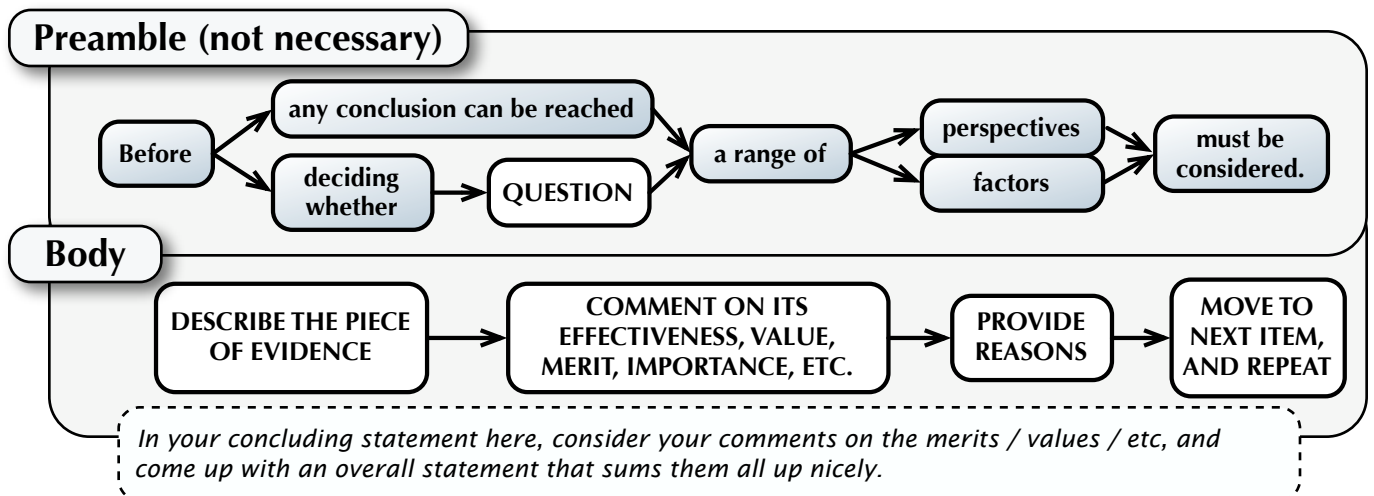 Preamble (not necessary)
Before
any conclusion can be reached
deciding
whether
QUESTION
a range of
perspectives
factors
must be
considered.
Body
DESCRIBE THE PIECE
OF EVIDENCE
COMMENT ON ITS
EFFECTIVENESS, VALUE,
MERIT, IMPORTANCE, ETC.
PROVIDE
REASONS
MOVE TO
NEXT ITEM,
AND REPEAT
In your concluding statement here, consider your comments on the merits / values / etc, and
come up with an overall statement that sums them all up nicely.